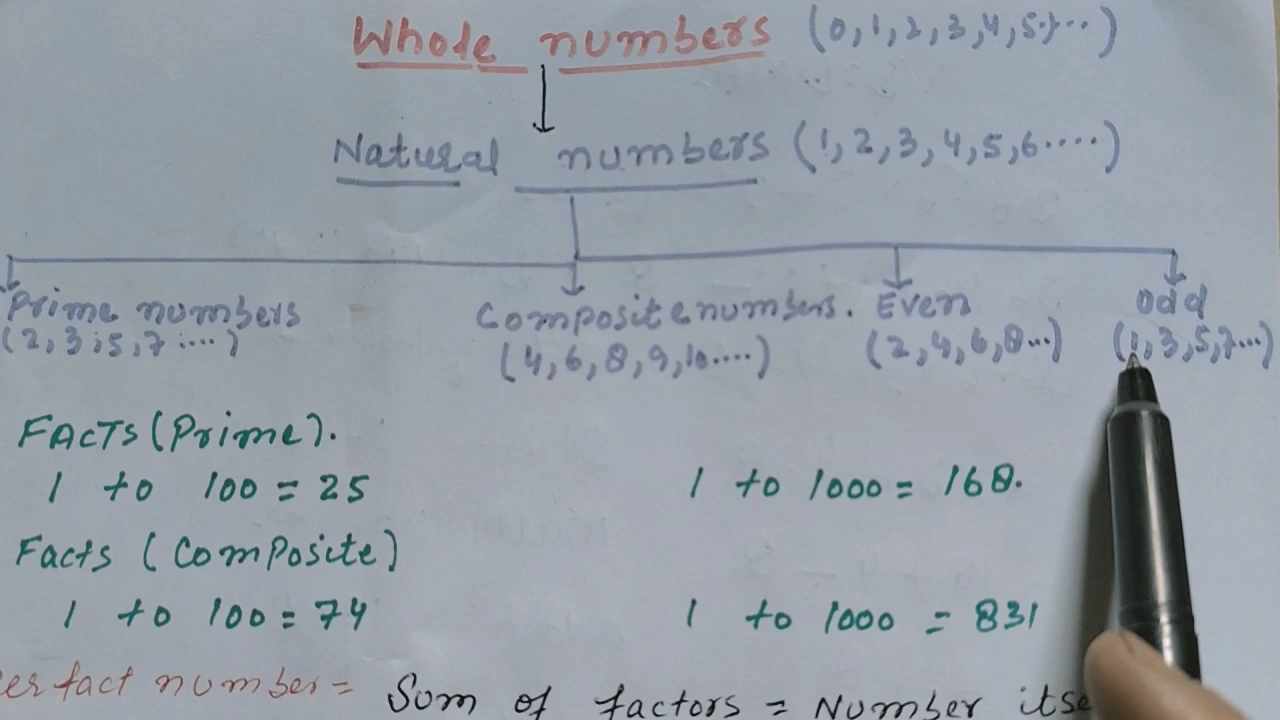 Whole numbers (0,1,2,3,4,5,...)
Natural numbers (1,2,3,4,5,6....)
Prime numbers Composite numbers. Even odd
(2,3,5,7....) (4,6,8,9,10....) (2,4,6,8...) (1,3,5,7...)
FACTS (Prime).
1 to 100 = 25 1 to 1000 = 168.
Facts (Composite)
1 to 100 = 74 1 to 1000 = 831
erfact number = Sum of factors = Number itse